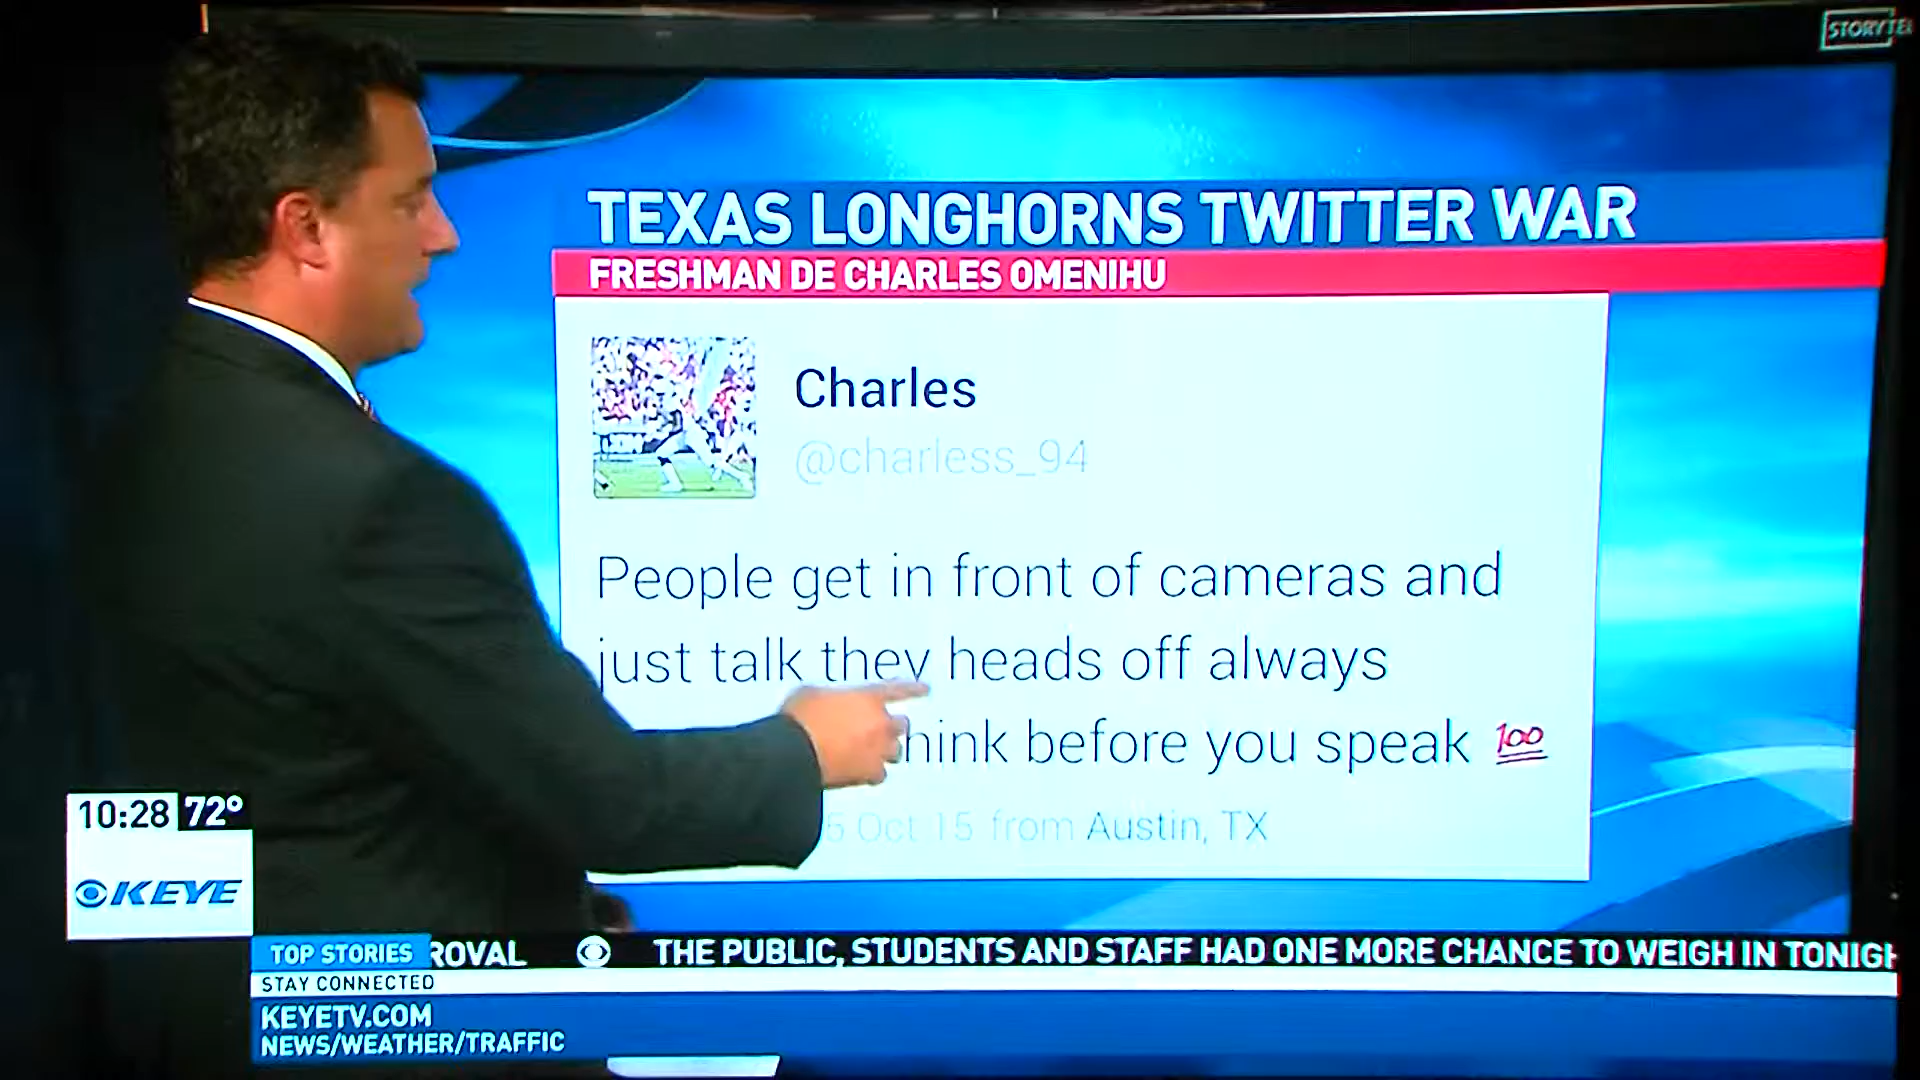 TEXAS LONGHORNS TWITTER WAR
FRESHMAN DE CHARLES OMENIHU
Charles
@charless_94
People get in front of cameras and
just talk they heads off always
hink before you speak 💯
5 Oct 15 from Austin, TX
10:28 72°
KEYE
TOP STORIES ROVAL THE PUBLIC, STUDENTS AND STAFF HAD ONE MORE CHANCE TO WEIGH IN TONIGH
STAY CONNECTED
KEYETV.COM
NEWS/WEATHER/TRAFFIC